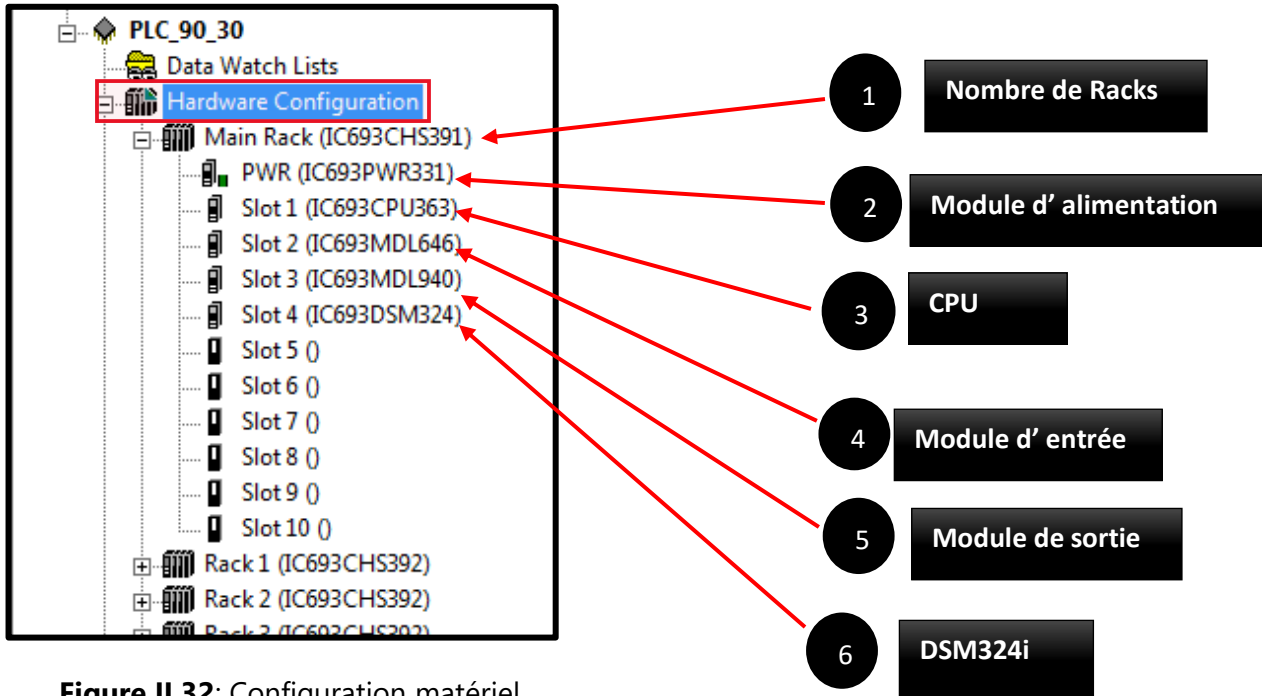 PLC_90_30
Data Watch Lists
Hardware Configuration
Main Rack (IC693CHS391)
PWR (IC693PWR331)
Slot 1 (IC693CPU363)
Slot 2 (IC693MDL646)
Slot 3 (IC693MDL940)
Slot 4 (IC693DSM324)
Slot 5 ()
Slot 6 ()
Slot 7 ()
Slot 8 ()
Slot 9 ()
Slot 10 ()
Rack 1 (IC693CHS392)
Rack 2 (IC693CHS392)
Rack 3 (IC693CHS392)
1 Nombre de Racks
2 Module d’ alimentation
3 CPU
4 Module d’ entrée
5 Module de sortie
6 DSM324i
Figure II.32: Configuration matériel